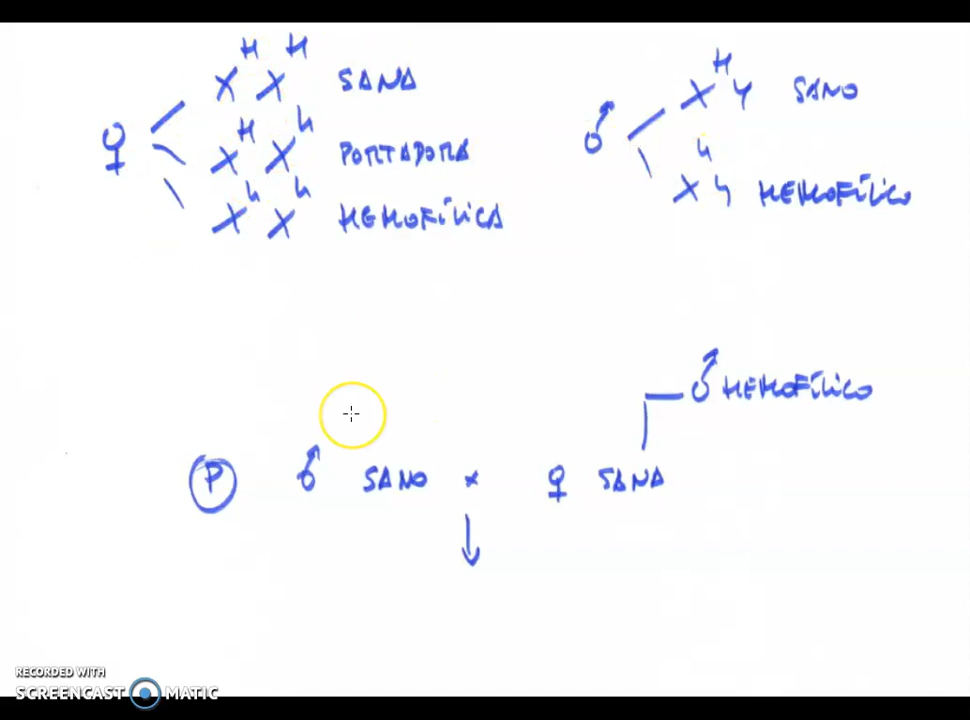 ♀ X^H X^H SANA
X^H X^h PORTADORA
X^h X^h HEMOFÍLICA
♂ X^H Y SANO
X^h Y HEMOFÍLICO
♂ HEMOFÍLICO
P ♂ SANO × ♀ SANA
↓
RECORDED WITH
SCREENCAST MATIC